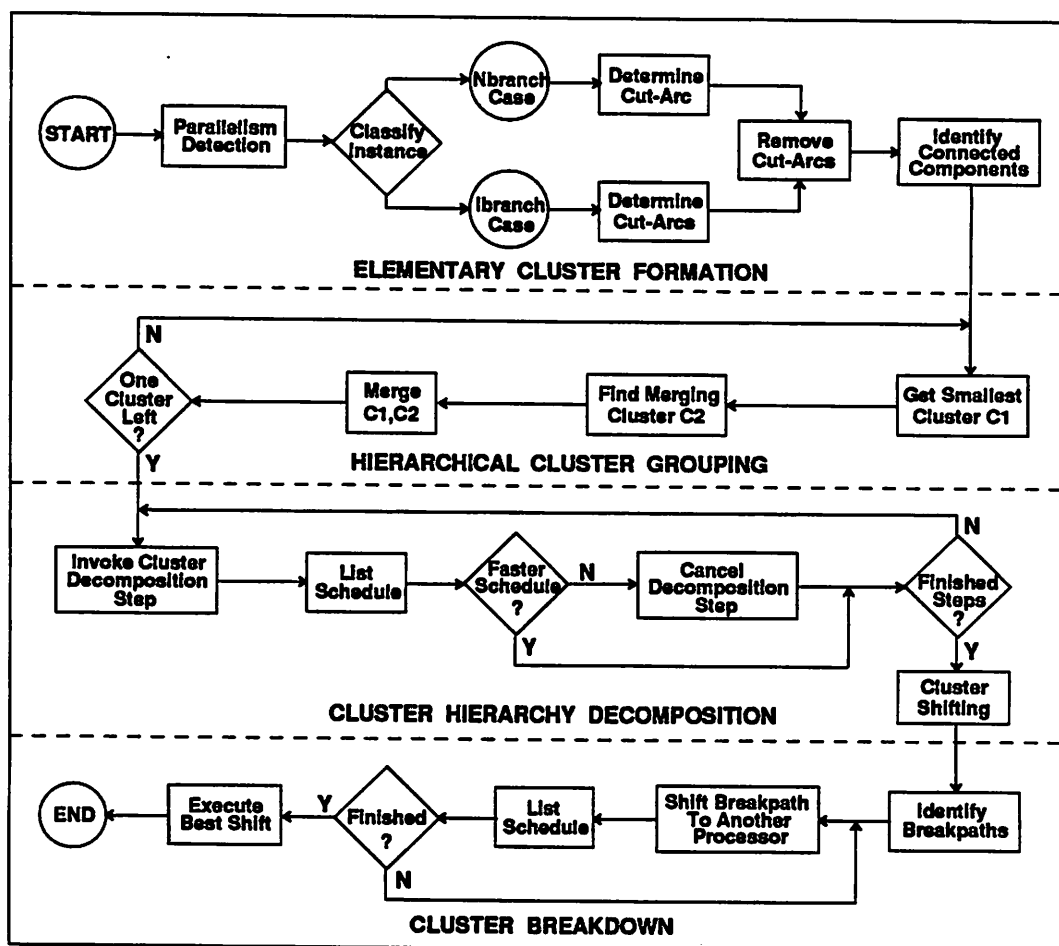 START
Parallelism
Detection
Classify
Instance
Nbranch
Case
Determine
Cut-Arc
Ibranch
Case
Determine
Cut-Arcs
Remove
Cut-Arcs
Identify
Connected
Components
ELEMENTARY CLUSTER FORMATION
N
One
Cluster
Left
?
Y
Merge
C1,C2
Find Merging
Cluster C2
Get Smallest
Cluster C1
HIERARCHICAL CLUSTER GROUPING
Invoke Cluster
Decomposition
Step
List
Schedule
Faster
Schedule
?
N
Y
Cancel
Decomposition
Step
N
Finished
Steps
?
Y
Cluster
Shifting
CLUSTER HIERARCHY DECOMPOSITION
END
Execute
Best Shift
Y
Finished
?
N
List
Schedule
Shift Breakpath
To Another
Processor
Identify
Breakpaths
CLUSTER BREAKDOWN